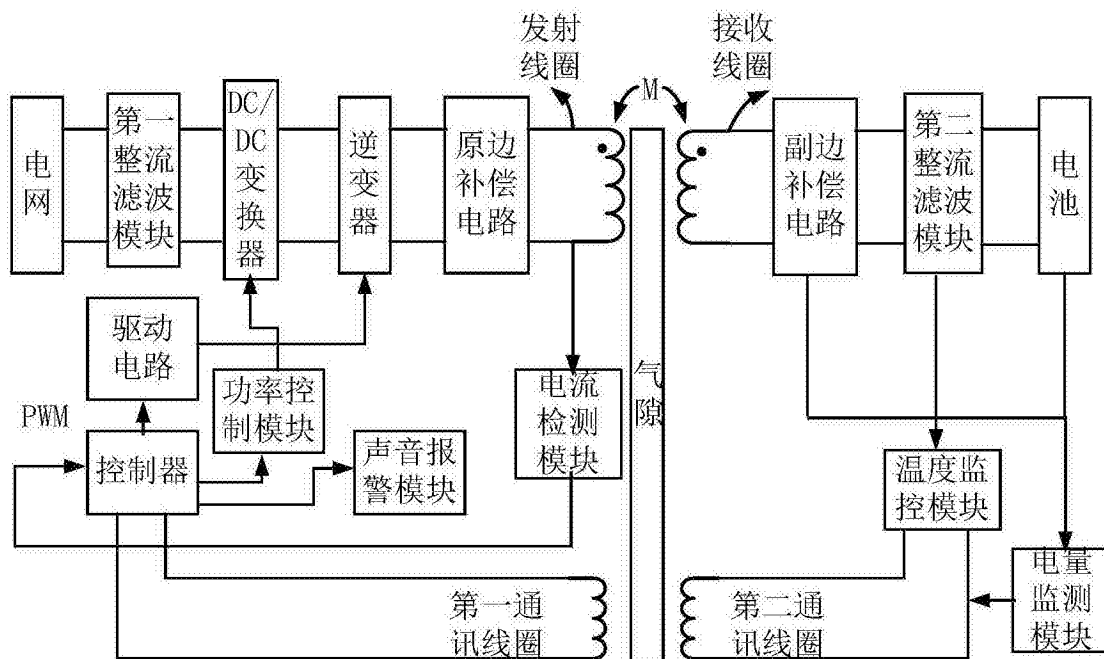 发射
线圈
M
接收
线圈
电
网
第一
整流
滤波
模块
DC/
DC
变
换
器
逆
变
器
原边
补偿
电路
气
隙
副边
补偿
电路
第二
整流
滤波
模块
电
池
驱动
电路
PWM
控制器
功率控
制模块
声音报
警模块
电流
检测
模块
温度监
控模块
电量
监测
模块
第一通
讯线圈
第二通
讯线圈